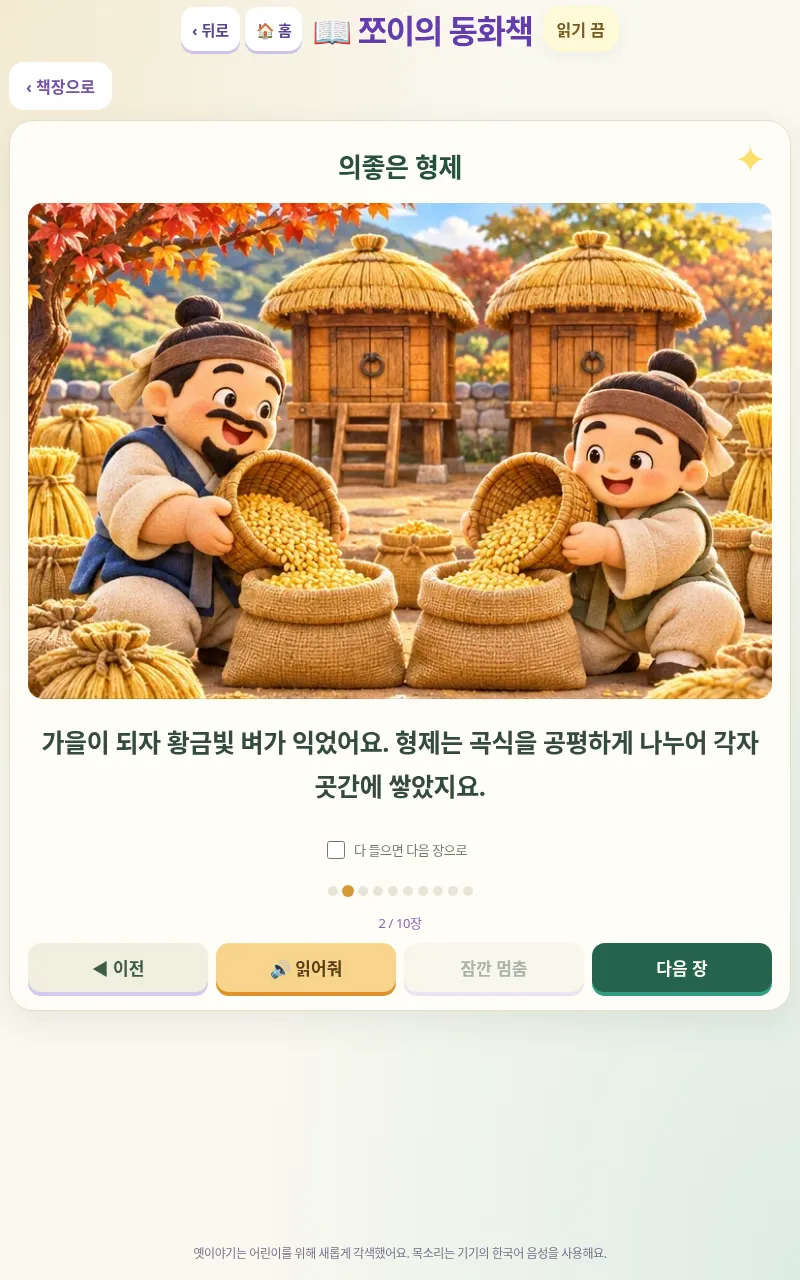 ‹ 뒤로
🏠 홈
📖 쪼이의 동화책
읽기 끔
‹ 책장으로
의좋은 형제
가을이 되자 황금빛 벼가 익었어요. 형제는 곡식을 공평하게 나누어 각자
곳간에 쌓았지요.
다 들으면 다음 장으로
2 / 10장
◀ 이전
🔊 읽어줘
잠깐 멈춤
다음 장
옛이야기는 어린이를 위해 새롭게 각색했어요. 목소리는 기기의 한국어 음성을 사용해요.